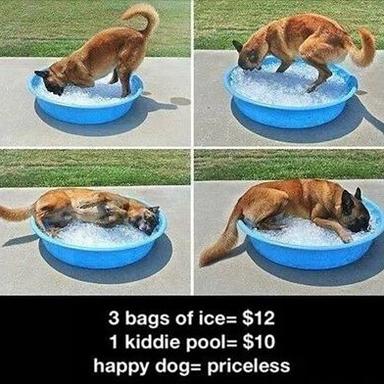 3 bags of ice= $12
1 kiddie pool= $10
happy dog= priceless